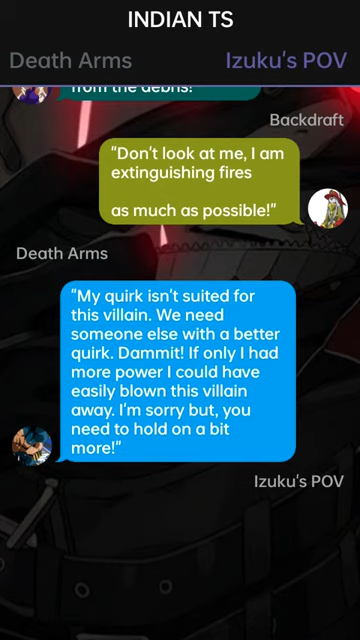 INDIAN TS
Death Arms
Izuku's POV
from the debris!"
Backdraft
"Don't look at me, I am
extinguishing fires
as much as possible!"
Death Arms
"My quirk isn't suited for
this villain. We need
someone else with a better
quirk. Dammit! If only I had
more power I could have
easily blown this villain
away. I'm sorry but, you
need to hold on a bit
more!"
Izuku's POV